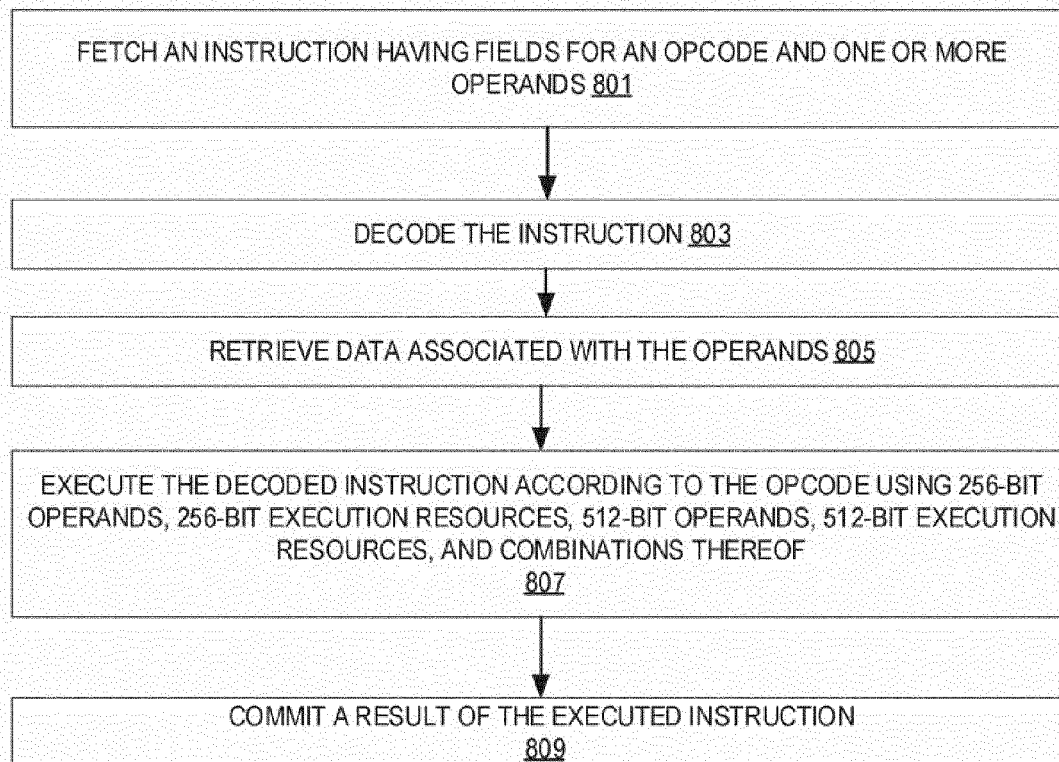 FETCH AN INSTRUCTION HAVING FIELDS FOR AN OPCODE AND ONE OR MORE
OPERANDS 801
DECODE THE INSTRUCTION 803
RETRIEVE DATA ASSOCIATED WITH THE OPERANDS 805
EXECUTE THE DECODED INSTRUCTION ACCORDING TO THE OPCODE USING 256-BIT
OPERANDS, 256-BIT EXECUTION RESOURCES, 512-BIT OPERANDS, 512-BIT EXECUTION
RESOURCES, AND COMBINATIONS THEREOF
807
COMMIT A RESULT OF THE EXECUTED INSTRUCTION
809